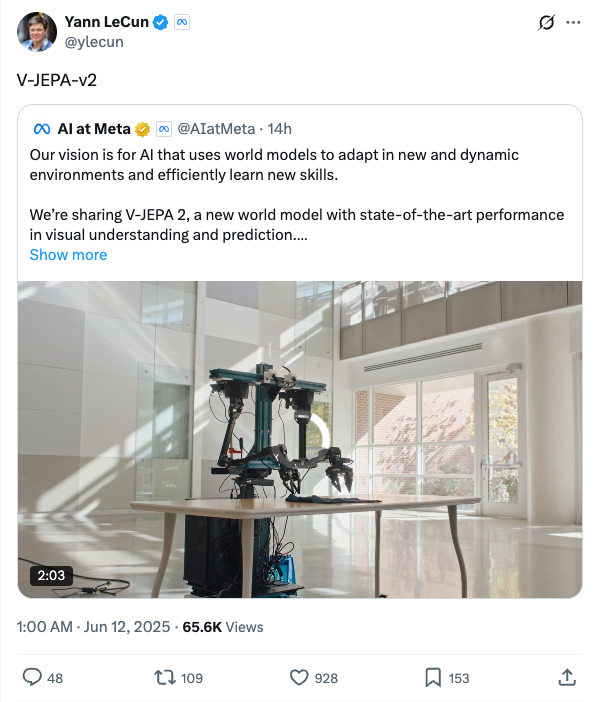 Yann LeCun
@ylecun
V-JEPA-v2
AI at Meta @AIatMeta · 14h
Our vision is for AI that uses world models to adapt in new and dynamic
environments and efficiently learn new skills.
We’re sharing V-JEPA 2, a new world model with state-of-the-art performance
in visual understanding and prediction....
Show more
2:03
1:00 AM · Jun 12, 2025 · 65.6K Views
48 109 928 153